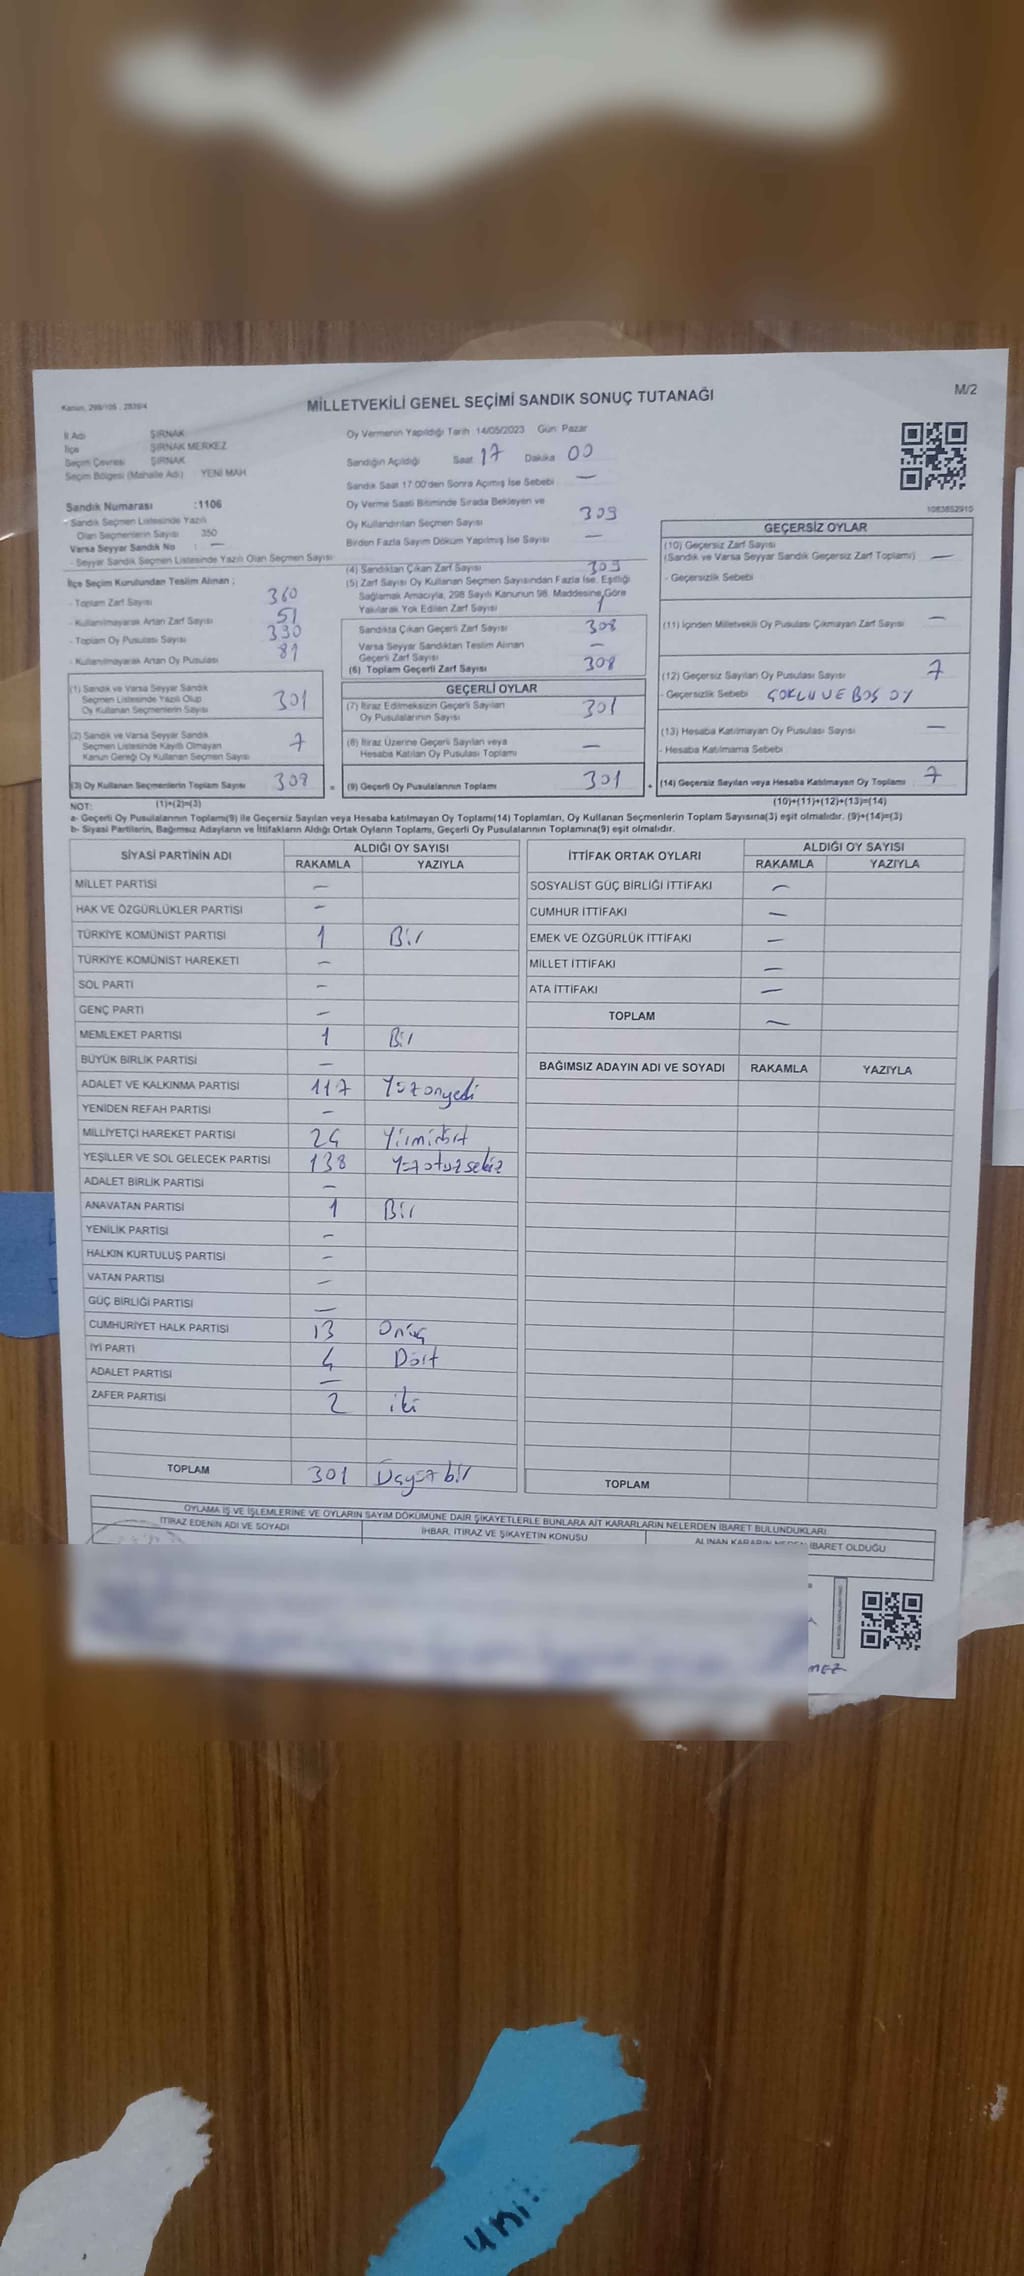 Kanun, 298/105 , 2839/4
MİLLETVEKİLİ GENEL SEÇİMİ SANDIK SONUÇ TUTANAĞI
M/2
İl Adı ŞIRNAK
İlçe ŞIRNAK MERKEZ
Seçim Çevresi ŞIRNAK
Seçim Bölgesi (Mahalle Adı) YENİ MAH
Sandık Numarası :1106
- Sandık Seçmen Listesinde Yazılı
Olan Seçmenlerin Sayısı 350
Varsa Seyyar Sandık No : —
- Seyyar Sandık Seçmen Listesinde Yazılı Olan Seçmen Sayısı
İlçe Seçim Kurulundan Teslim Alınan ;
- Toplam Zarf Sayısı 360
- Kullanılmayarak Artan Zarf Sayısı 51
- Toplam Oy Pusulası Sayısı 390
- Kullanılmayarak Artan Oy Pusulası 81
(1) Sandık ve Varsa Seyyar Sandık
Seçmen Listesinde Yazılı Olup
Oy Kullanan Seçmenlerin Sayısı 301
(2) Sandık ve Varsa Seyyar Sandık
Seçmen Listesinde Kayıtlı Olmayan
Kanun Gereği Oy Kullanan Seçmen Sayısı 7
(3) Oy Kullanan Seçmenlerin Toplam Sayısı 308
Oy Vermenin Yapıldığı Tarih 14/05/2023 Gün: Pazar
Sandığın Açıldığı Saat 17 Dakika 00
Sandık Saat 17:00'den Sonra Açımış İse Sebebi —
Oy Verme Saati Bitiminde Sırada Bekleyen ve
Oy Kullandırılan Seçmen Sayısı 309
Birden Fazla Sayım Döküm Yapılmış İse Sayısı —
(4) Sandıktan Çıkan Zarf Sayısı 309
(5) Zarf Sayısı Oy Kullanan Seçmen Sayısından Fazla İse, Eşitliği
Sağlamak Amacıyla, 298 Sayılı Kanunun 98. Maddesine Göre
Yakılarak Yok Edilen Zarf Sayısı 1
Sandıkta Çıkan Geçerli Zarf Sayısı 308
Varsa Seyyar Sandıktan Teslim Alınan
Geçerli Zarf Sayısı —
(6) Toplam Geçerli Zarf Sayısı 308
GEÇERLİ OYLAR
(7) İtiraz Edilmeksizin Geçerli Sayılan
Oy Pusulalarının Sayısı 301
(8) İtiraz Üzerine Geçerli Sayılan veya
Hesaba Katılan Oy Pusulası Toplamı —
(9) Geçerli Oy Pusulalarının Toplamı 301
1083852910
GEÇERSİZ OYLAR
(10) Geçersiz Zarf Sayısı
(Sandık ve Varsa Seyyar Sandık Geçersiz Zarf Toplamı) —
- Geçersizlik Sebebi
(11) İçinden Milletvekili Oy Pusulası Çıkmayan Zarf Sayısı —
(12) Geçersiz Sayılan Oy Pusulası Sayısı 7
- Geçersizlik Sebebi ÇOKLU VE BOŞ OY
(13) Hesaba Katılmayan Oy Pusulası Sayısı —
- Hesaba Katılmama Sebebi
(14) Geçersiz Sayılan veya Hesaba Katılmayan Oy Toplamı 7
NOT: (1)+(2)=(3) (10)+(11)+(12)+(13)=(14)
a- Geçerli Oy Pusulalarının Toplamı(9) ile Geçersiz Sayılan veya Hesaba katılmayan Oy Toplamı(14) Toplamları, Oy Kullanan Seçmenlerin Toplam Sayısına(3) eşit olmalıdır. (9)+(14)=(3)
b- Siyasi Partilerin, Bağımsız Adayların ve İttifakların Aldığı Ortak Oyların Toplamı, Geçerli Oy Pusulalarının Toplamına(9) eşit olmalıdır.
SİYASİ PARTİNİN ADI ALDIĞI OY SAYISI
RAKAMLA YAZIYLA
MİLLET PARTİSİ —
HAK VE ÖZGÜRLÜKLER PARTİSİ —
TÜRKİYE KOMÜNİST PARTİSİ 1 Bir
TÜRKİYE KOMÜNİST HAREKETİ —
SOL PARTİ —
GENÇ PARTİ —
MEMLEKET PARTİSİ 1 Bir
BÜYÜK BİRLİK PARTİSİ —
ADALET VE KALKINMA PARTİSİ 117 Yüzonyedi
YENİDEN REFAH PARTİSİ —
MİLLİYETÇİ HAREKET PARTİSİ 24 Yirmidört
YEŞİLLER VE SOL GELECEK PARTİSİ 138 Yüzotuzsekiz
ADALET BİRLİK PARTİSİ —
ANAVATAN PARTİSİ 1 Bir
YENİLİK PARTİSİ —
HALKIN KURTULUŞ PARTİSİ —
VATAN PARTİSİ —
GÜÇ BİRLİĞİ PARTİSİ —
CUMHURİYET HALK PARTİSİ 13 Onüç
İYİ PARTİ 4 Dört
ADALET PARTİSİ —
ZAFER PARTİSİ 2 iki
TOPLAM 301 Üçyüz bir
İTTİFAK ORTAK OYLARI ALDIĞI OY SAYISI
RAKAMLA YAZIYLA
SOSYALİST GÜÇ BİRLİĞİ İTTİFAKI —
CUMHUR İTTİFAKI —
EMEK VE ÖZGÜRLÜK İTTİFAKI —
MİLLET İTTİFAKI —
ATA İTTİFAKI —
TOPLAM —
BAĞIMSIZ ADAYIN ADI VE SOYADI RAKAMLA YAZIYLA
TOPLAM
OYLAMA İŞ VE İŞLEMLERİNE VE OYLARIN SAYIM DÖKÜMÜNE DAİR ŞİKAYETLERLE BUNLARA AİT KARARLARIN NELERDEN İBARET BULUNDUKLARI
İTİRAZ EDENİN ADI VE SOYADI İHBAR, İTİRAZ VE ŞİKAYETİN KONUSU ALINAN KARARIN NEDEN İBARET OLDUĞU